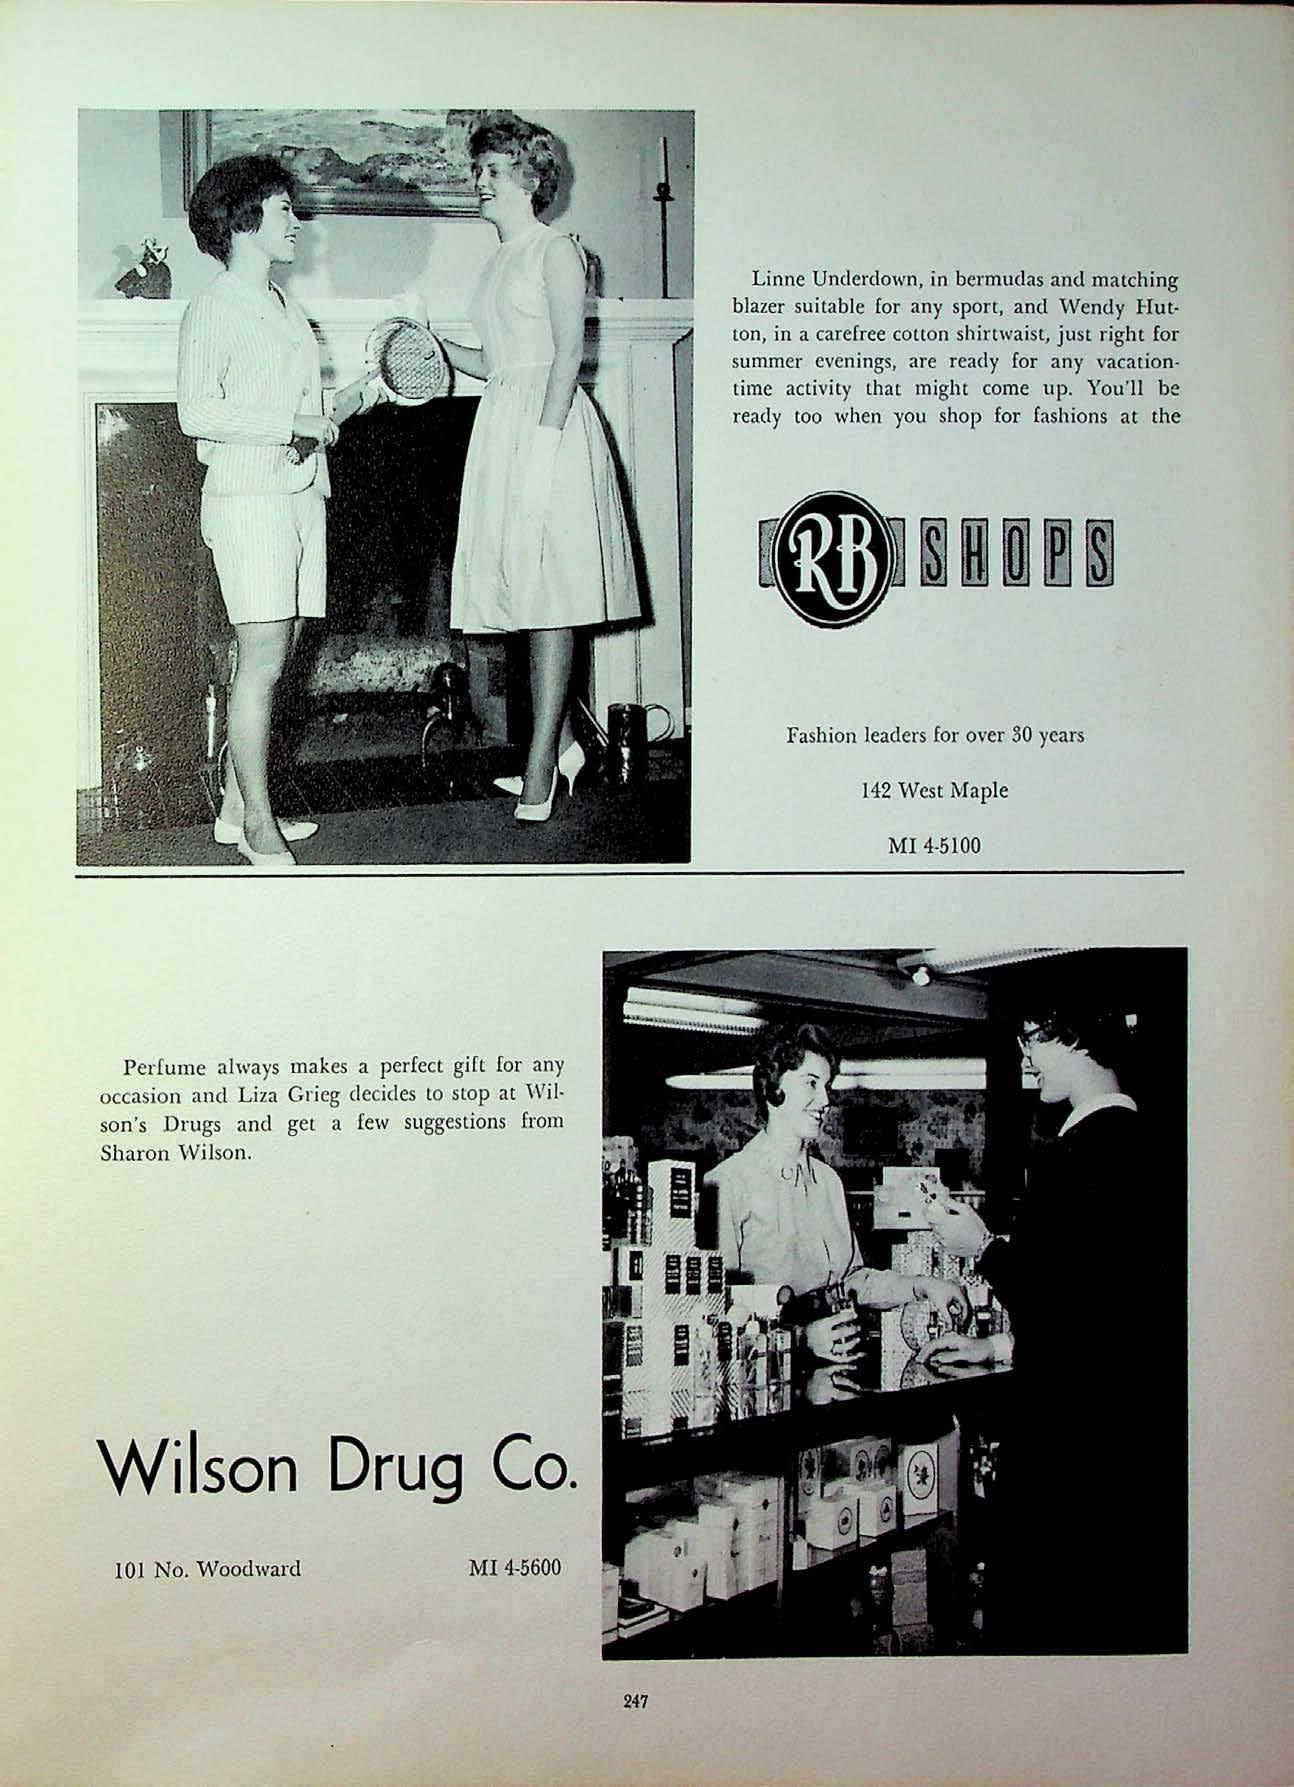 Linne Underdown, in bermudas and matching
blazer suitable for any sport, and Wendy Hut-
ton, in a carefree cotton shirtwaist, just right for
summer evenings, are ready for any vacation-
time activity that might come up. You'll be
ready too when you shop for fashions at the
RB SHOPS
Fashion leaders for over 30 years
142 West Maple
MI 4-5100
Perfume always makes a perfect gift for any
occasion and Liza Grieg decides to stop at Wil-
son's Drugs and get a few suggestions from
Sharon Wilson.
Wilson Drug Co.
101 No. Woodward MI 4-5600
247